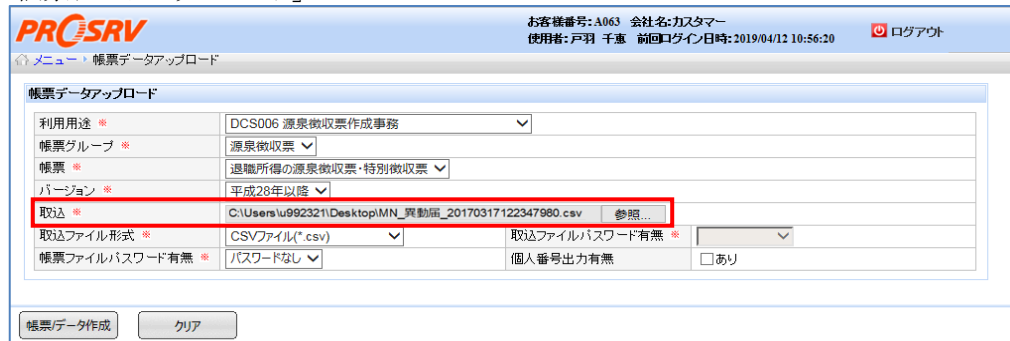 PROSRV
お客様番号:A063 会社名:カスタマー
使用者:戸羽 千恵 前回ログイン日時:2019/04/12 10:56:20
ログアウト
メニュー › 帳票データアップロード
帳票データアップロード
利用用途 ※ DCS006 源泉徴収票作成事務
帳票グループ ※ 源泉徴収票
帳票 ※ 退職所得の源泉徴収票・特別徴収票
バージョン ※ 平成28年以降
取込 ※ C:\Users\u992321\Desktop\MN_異動届_20170317122347980.csv 参照...
取込ファイル形式 ※ CSVファイル(*.csv) 取込ファイルパスワード有無 ※
帳票ファイルパスワード有無 ※ パスワードなし 個人番号出力有無 あり
帳票/データ作成 クリア